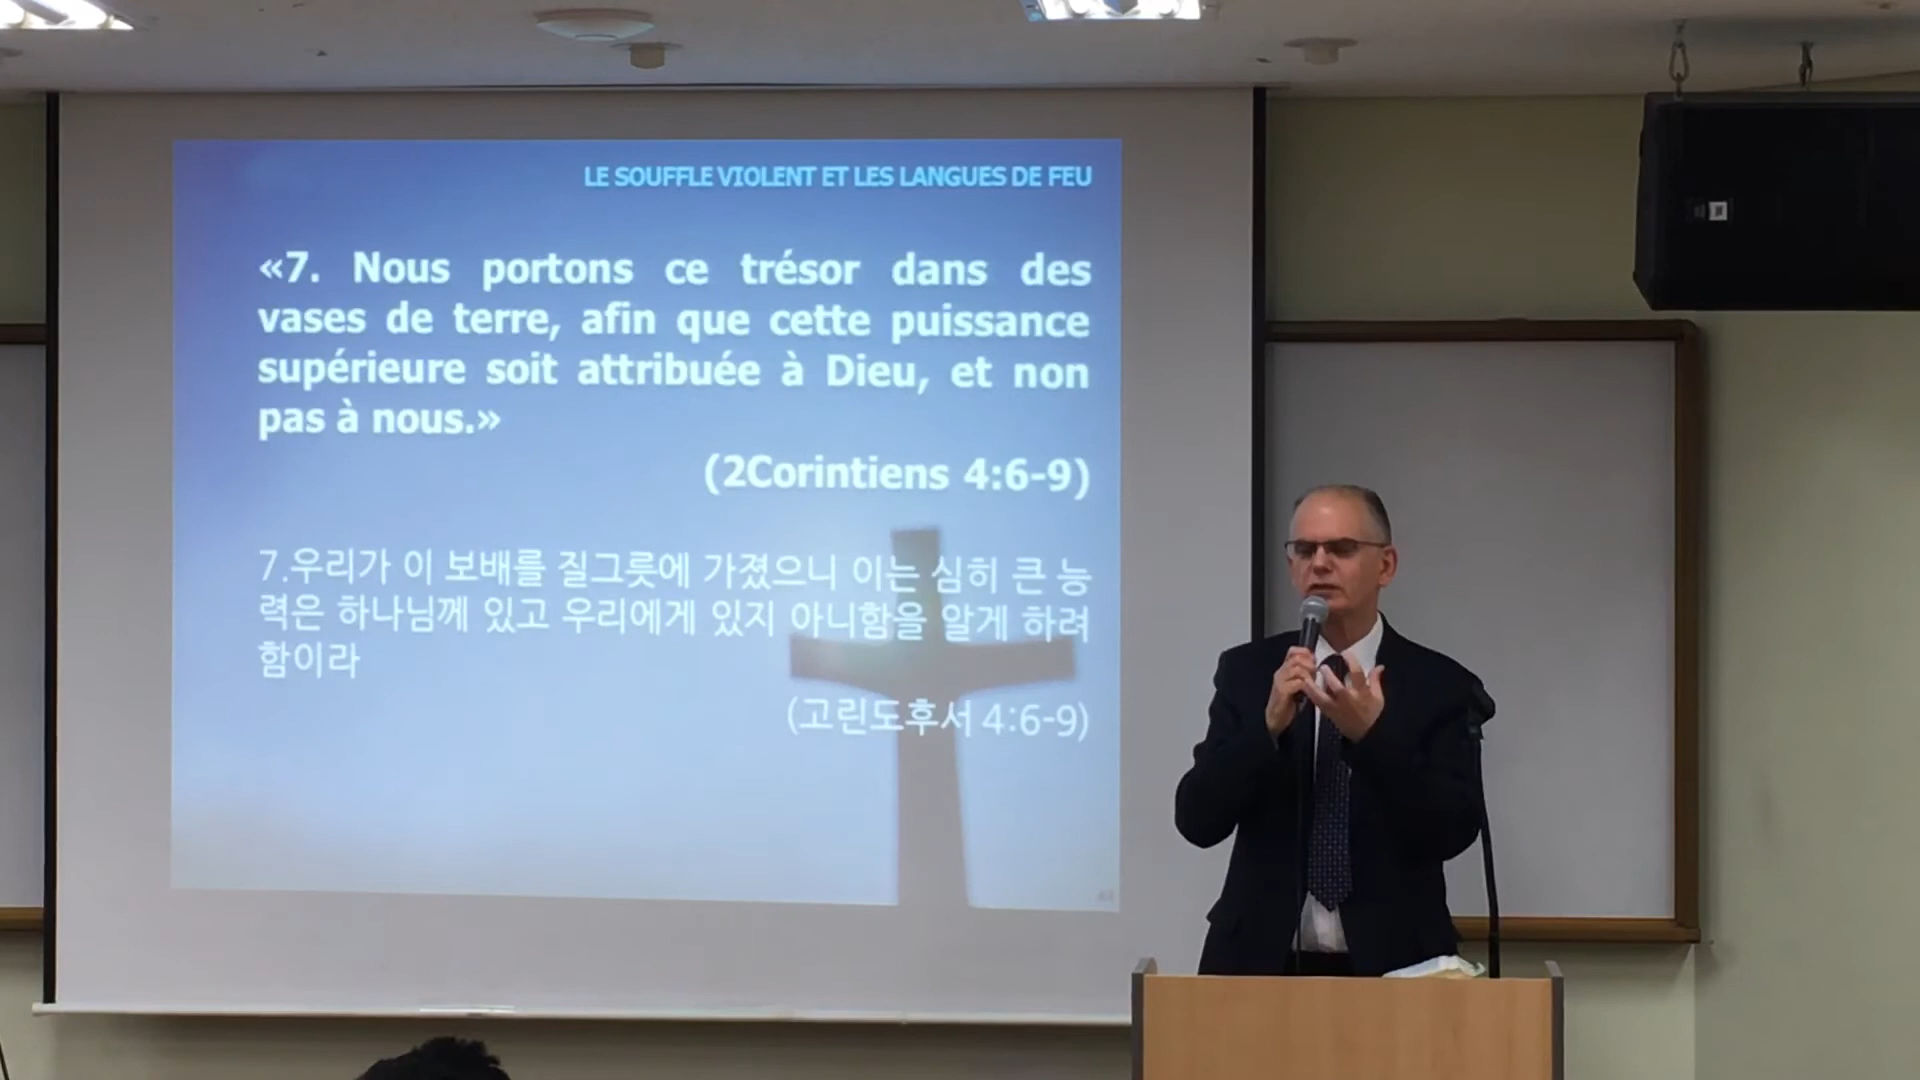 LE SOUFFLE VIOLENT ET LES LANGUES DE FEU
«7. Nous portons ce trésor dans des
vases de terre, afin que cette puissance
supérieure soit attribuée à Dieu, et non
pas à nous.»
(2Corintiens 4:6-9)
7.우리가 이 보배를 질그릇에 가졌으니 이는 심히 큰 능
력은 하나님께 있고 우리에게 있지 아니함을 알게 하려
함이라
(고린도후서 4:6-9)